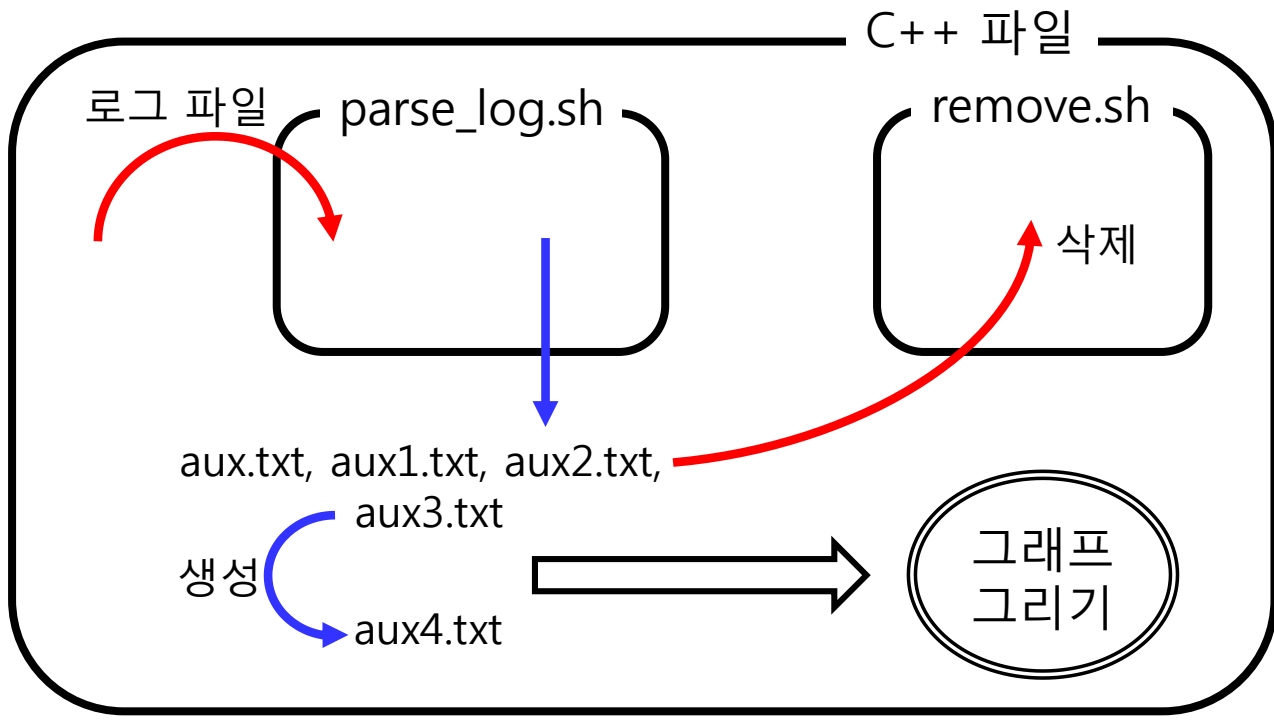 C++ 파일
로그 파일
parse_log.sh
remove.sh
삭제
aux.txt, aux1.txt, aux2.txt,
aux3.txt
생성
aux4.txt
그래프
그리기